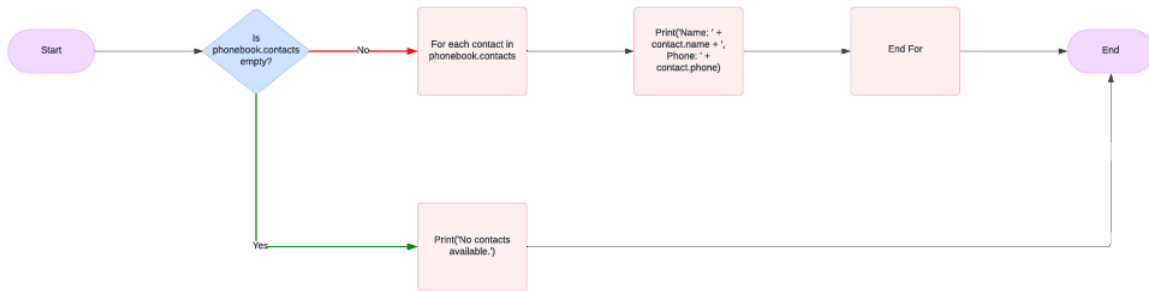 Start
Is
phonebook.contacts
empty?
No
For each contact in
phonebook.contacts
Print('Name: ' +
contact.name + ',
Phone: ' +
contact.phone)
End For
End
Yes
Print('No contacts
available.')